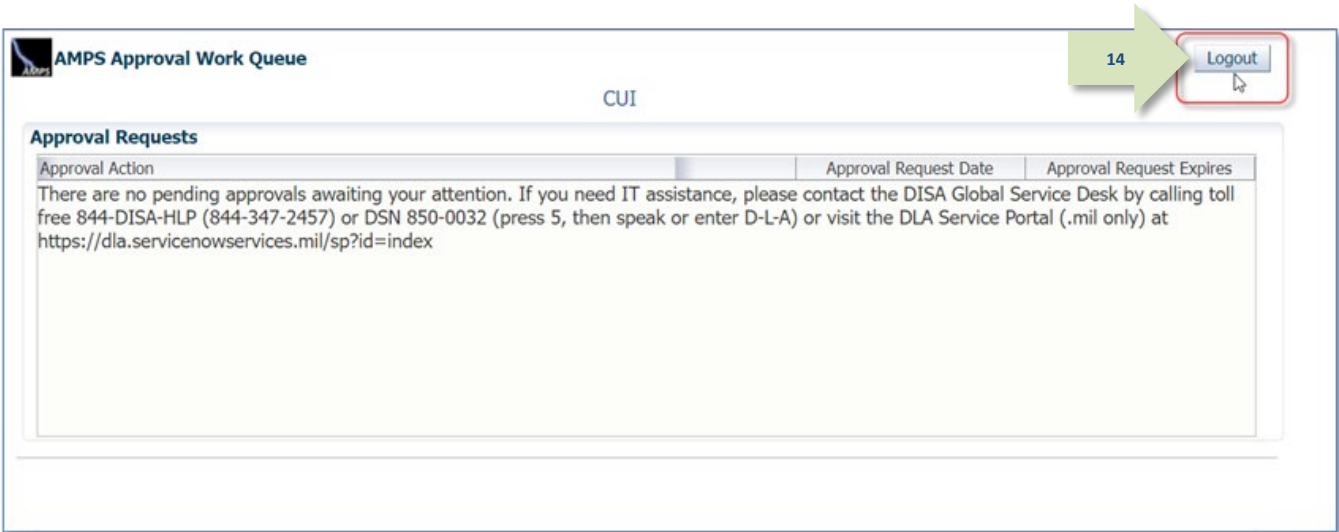 AMPS
AMPS Approval Work Queue
14
Logout
CUI
Approval Requests
Approval Action
Approval Request Date
Approval Request Expires
There are no pending approvals awaiting your attention. If you need IT assistance, please contact the DISA Global Service Desk by calling toll
free 844-DISA-HLP (844-347-2457) or DSN 850-0032 (press 5, then speak or enter D-L-A) or visit the DLA Service Portal (.mil only) at
https://dla.servicenowservices.mil/sp?id=index